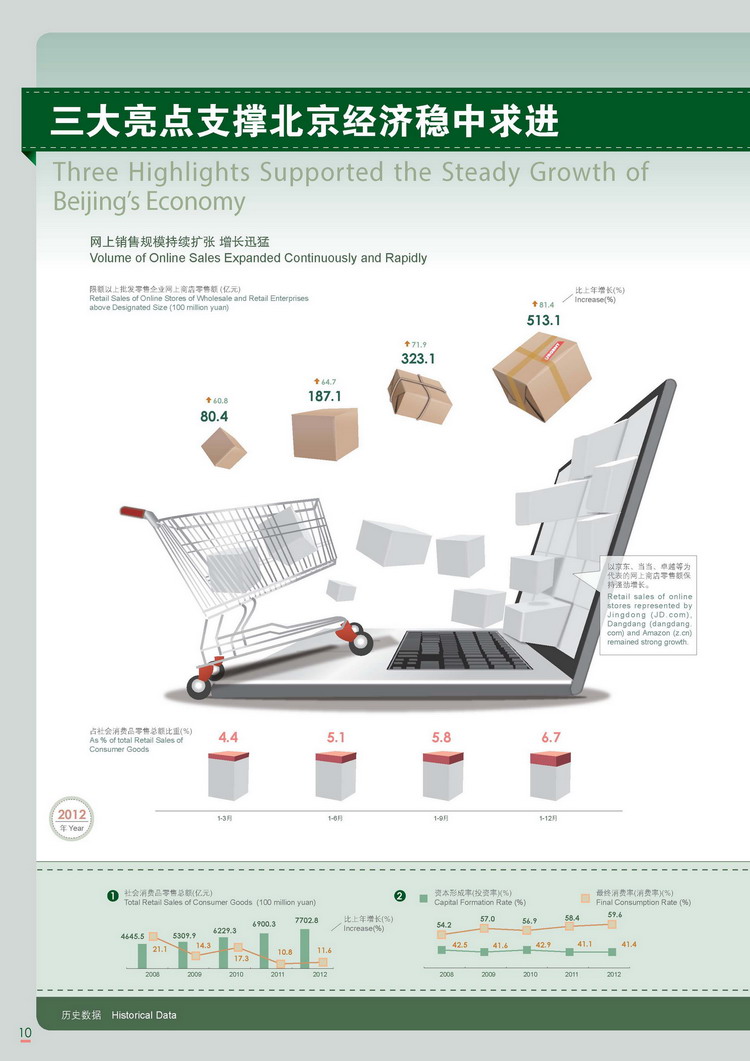 三大亮点支撑北京经济稳中求进
Three Highlights Supported the Steady Growth of
Beijing's Economy
网上销售规模持续扩张 增长迅猛
Volume of Online Sales Expanded Continuously and Rapidly
限额以上批发零售企业网上商店零售额 (亿元)
Retail Sales of Online Stores of Wholesale and Retail Enterprises
above Designated Size (100 million yuan)
比上年增长(%)
Increase(%)
81.4
513.1
71.9
323.1
64.7
187.1
60.8
80.4
以京东、当当、卓越等为
代表的网上商店零售额保
持强劲增长。
Retail sales of online
stores represented by
Jingdong (JD.com),
Dangdang (dangdang.
com) and Amazon (z.cn)
remained strong growth.
占社会消费品零售总额比重(%)
As % of total Retail Sales of
Consumer Goods
4.4 5.1 5.8 6.7
1-3月 1-6月 1-9月 1-12月
2012
年 Year
1 社会消费品零售总额(亿元)
Total Retail Sales of Consumer Goods (100 million yuan)
比上年增长(%)
Increase(%)
4645.5 5309.9 6229.3 6900.3 7702.8
21.1 14.3 17.3 10.8 11.6
2008 2009 2010 2011 2012
2 资本形成率(投资率)(%) 最终消费率(消费率)(%)
Capital Formation Rate (%) Final Consumption Rate (%)
54.2 57.0 56.9 58.4 59.6
42.5 41.6 42.9 41.1 41.4
2008 2009 2010 2011 2012
历史数据 Historical Data
10